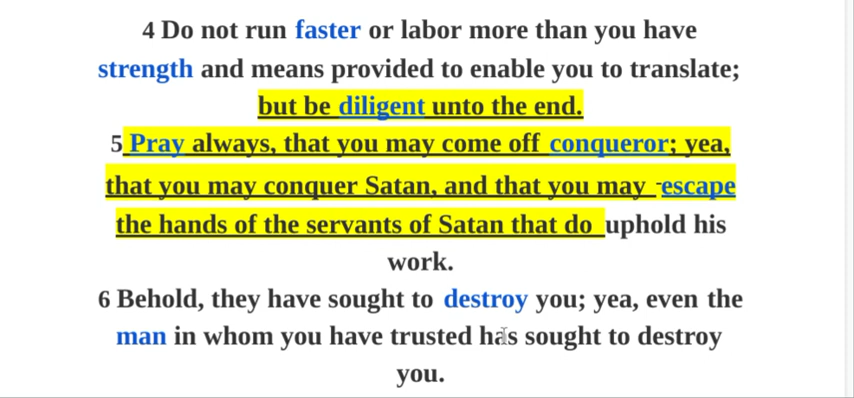 4 Do not run faster or labor more than you have
strength and means provided to enable you to translate;
but be diligent unto the end.
5 Pray always, that you may come off conqueror; yea,
that you may conquer Satan, and that you may escape
the hands of the servants of Satan that do uphold his
work.
6 Behold, they have sought to destroy you; yea, even the
man in whom you have trusted has sought to destroy
you.